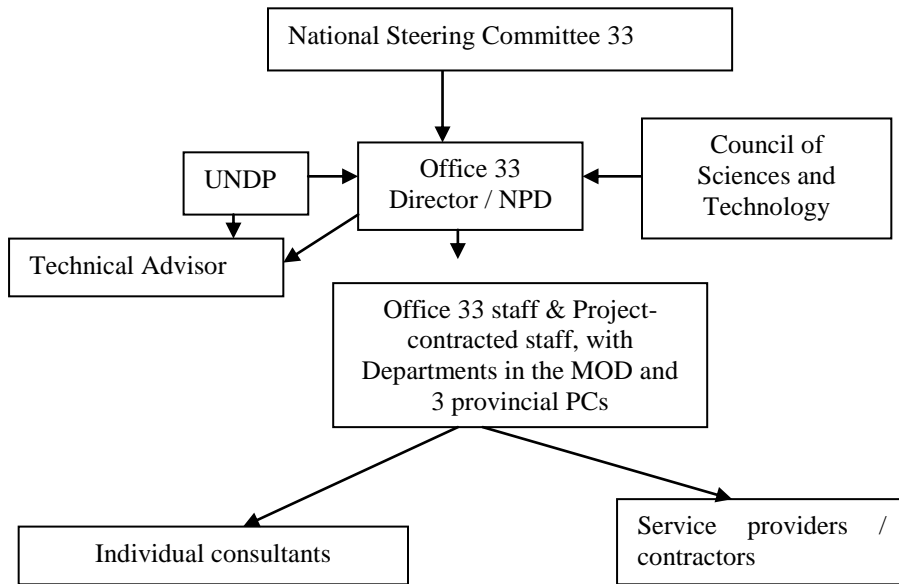 National Steering Committee 33
Office 33
Director / NPD
UNDP
Council of
Sciences and
Technology
Technical Advisor
Office 33 staff & Project-
contracted staff, with
Departments in the MOD and
3 provincial PCs
Individual consultants
Service providers /
contractors